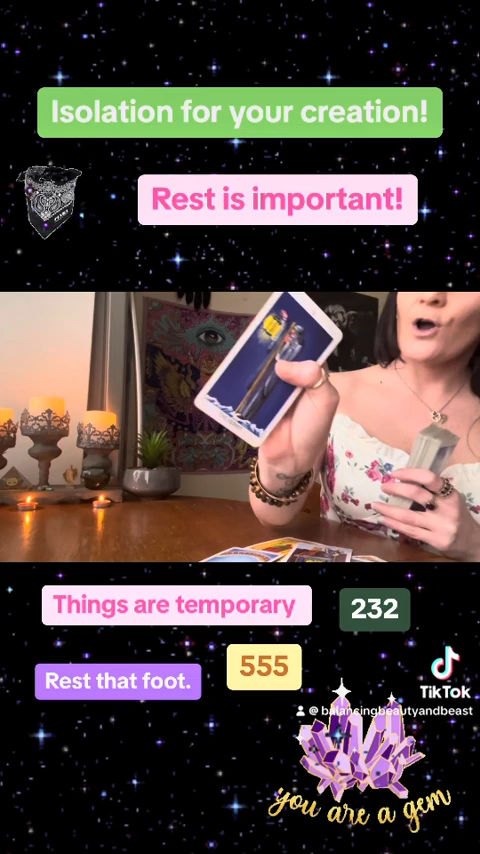 Isolation for your creation!
Rest is important!
Things are temporary
232
555
Rest that foot.
TikTok
@balancingbeautyandbeast
you are a gem